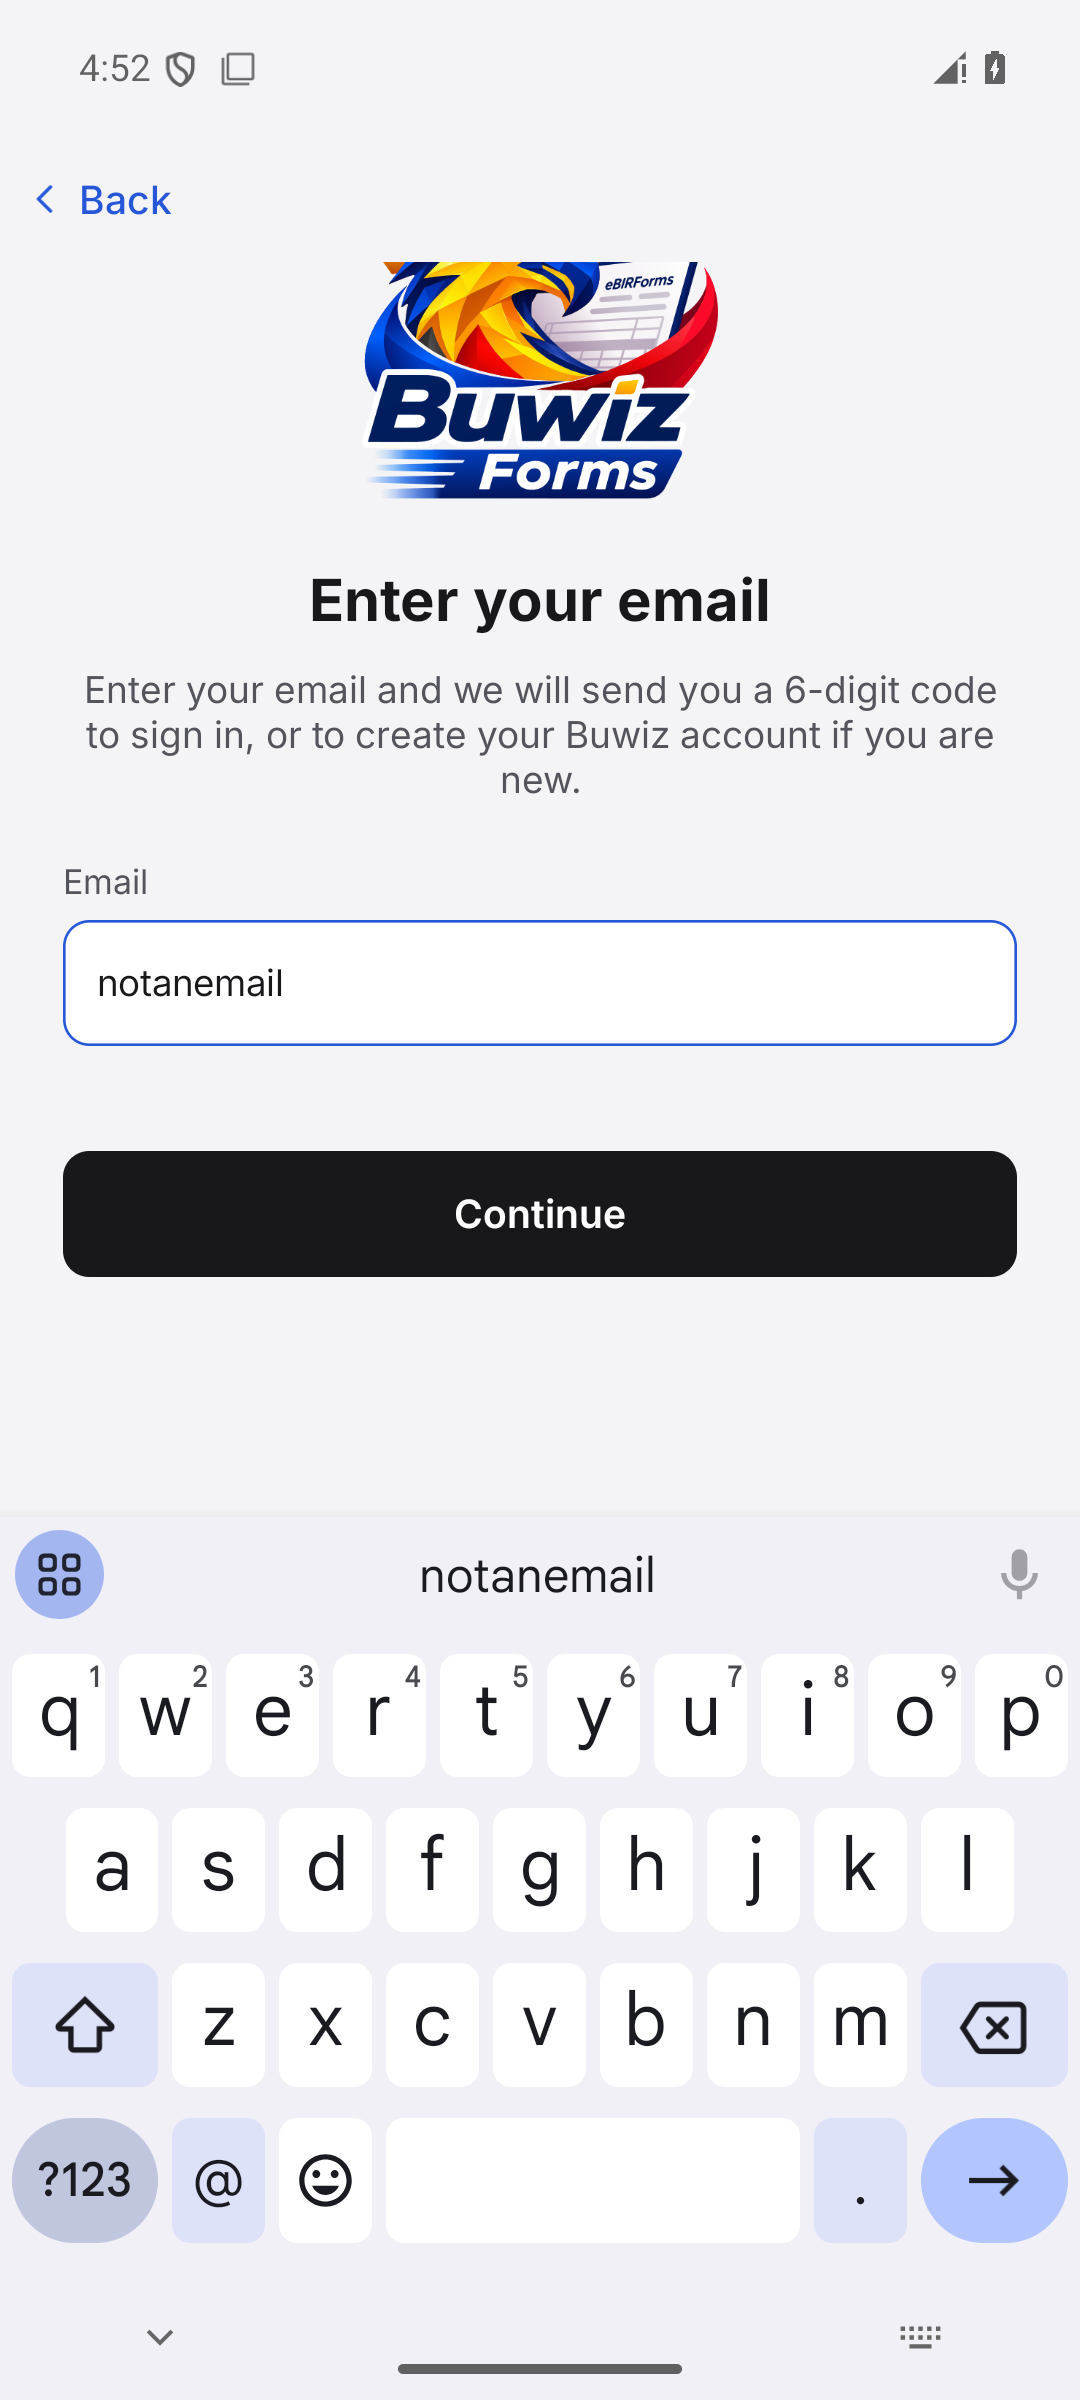 4:52
Back
eBIRForms
Buwiz
Forms
Enter your email
Enter your email and we will send you a 6-digit code
to sign in, or to create your Buwiz account if you are
new.
Email
notanemail
Continue
notanemail
q1 w2 e3 r4 t5 y6 u7 i8 o9 p0
a s d f g h j k l
z x c v b n m
?123 @ .